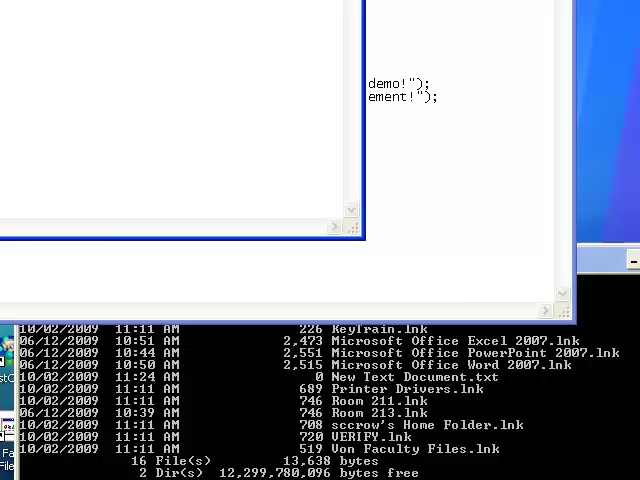 demo!");
ement!");
10/02/2009 11:11 AM 226 KeyTrain.lnk
06/12/2009 10:51 AM 2,473 Microsoft Office Excel 2007.lnk
06/12/2009 10:44 AM 2,551 Microsoft Office PowerPoint 2007.lnk
06/12/2009 10:50 AM 2,515 Microsoft Office Word 2007.lnk
10/02/2009 11:24 AM 0 New Text Document.txt
10/02/2009 11:11 AM 689 Printer Drivers.lnk
10/02/2009 11:11 AM 746 Room 211.lnk
06/12/2009 10:39 AM 746 Room 213.lnk
10/02/2009 11:11 AM 708 sccrow's Home Folder.lnk
10/02/2009 11:11 AM 720 VERIFY.lnk
10/02/2009 11:11 AM 519 Von Faculty Files.lnk
16 File(s) 13,638 bytes
2 Dir(s) 12,299,780,096 bytes free
stC
Fa
File